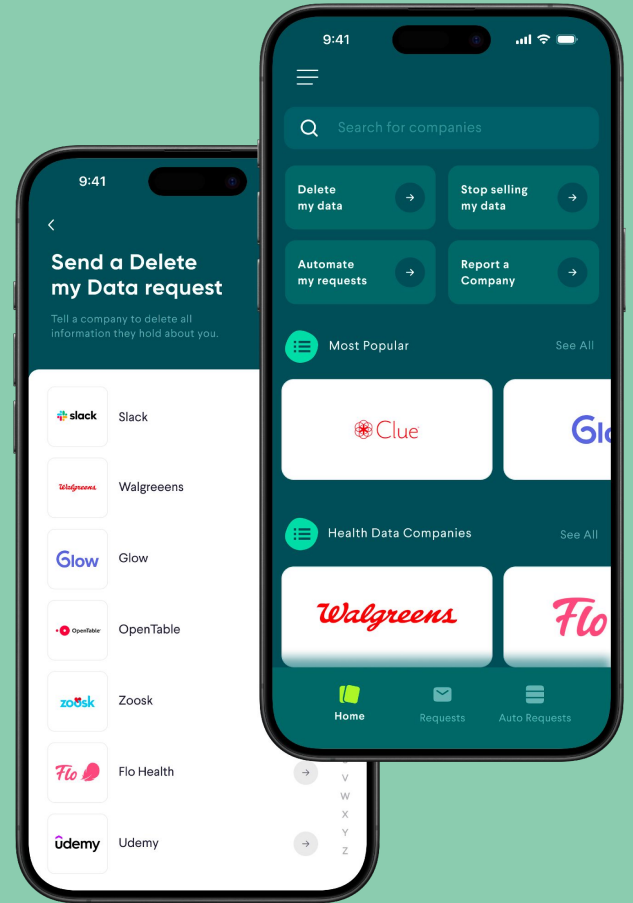 9:41
Send a Delete
my Data request
Tell a company to delete all
information they hold about you.
slack
Slack
Walgreens
Walgreeens
Glow
Glow
OpenTable
OpenTable
zoosk
Zoosk
Flo
Flo Health
V
W
X
Y
Z
ûdemy
Udemy
9:41
Search for companies
Delete
my data
Stop selling
my data
Automate
my requests
Report a
Company
Most Popular
See All
Clue
Health Data Companies
See All
Walgreens
Flo
Home
Requests
Auto Requests